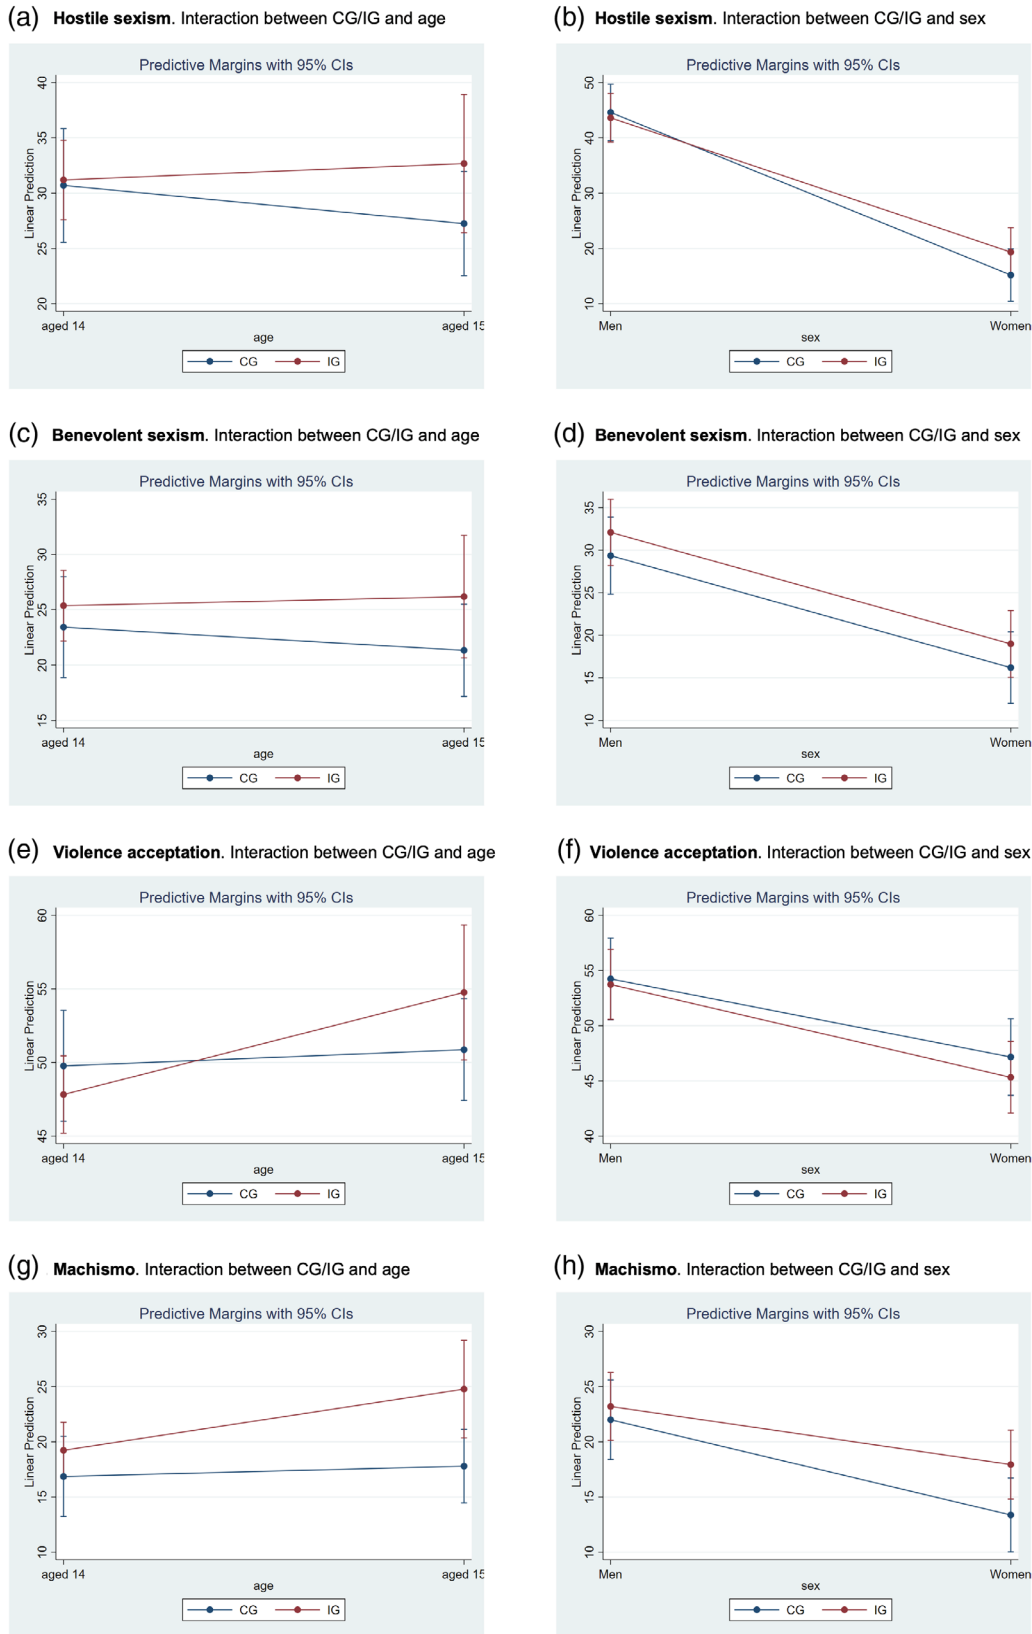 (a) Hostile sexism. Interaction between CG/IG and age
Predictive Margins with 95% CIs
Linear Prediction
40
35
30
25
20
aged 14
aged 15
age
CG
IG
(b) Hostile sexism. Interaction between CG/IG and sex
Predictive Margins with 95% CIs
Linear Prediction
50
40
30
20
10
Men
Women
sex
CG
IG
(c) Benevolent sexism. Interaction between CG/IG and age
Predictive Margins with 95% CIs
Linear Prediction
35
30
25
20
15
aged 14
aged 15
age
CG
IG
(d) Benevolent sexism. Interaction between CG/IG and sex
Predictive Margins with 95% CIs
Linear Prediction
35
30
25
20
15
10
Men
Women
sex
CG
IG
(e) Violence acceptation. Interaction between CG/IG and age
Predictive Margins with 95% CIs
Linear Prediction
60
55
50
45
aged 14
aged 15
age
CG
IG
(f) Violence acceptation. Interaction between CG/IG and sex
Predictive Margins with 95% CIs
Linear Prediction
60
55
50
45
40
Men
Women
sex
CG
IG
(g) Machismo. Interaction between CG/IG and age
Predictive Margins with 95% CIs
Linear Prediction
30
25
20
15
10
aged 14
aged 15
age
CG
IG
(h) Machismo. Interaction between CG/IG and sex
Predictive Margins with 95% CIs
Linear Prediction
30
25
20
15
10
Men
Women
sex
CG
IG